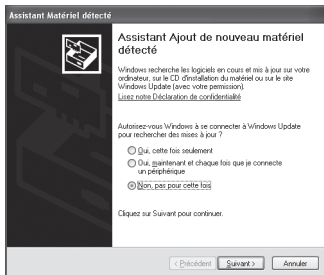 Assistant Matériel détecté
Assistant Ajout de nouveau matériel
détecté
Windows recherche les logiciels en cours et mis à jour sur votre
ordinateur, sur le CD d'installation du matériel ou sur le site
Windows Update (avec votre permission).
Lisez notre Déclaration de confidentialité
Autorisez-vous Windows à se connecter à Windows Update
pour rechercher des mises à jour ?
Oui, cette fois seulement
Oui, maintenant et chaque fois que je connecte
un périphérique
Non, pas pour cette fois
Cliquez sur Suivant pour continuer.
< Précédent
Suivant >
Annuler